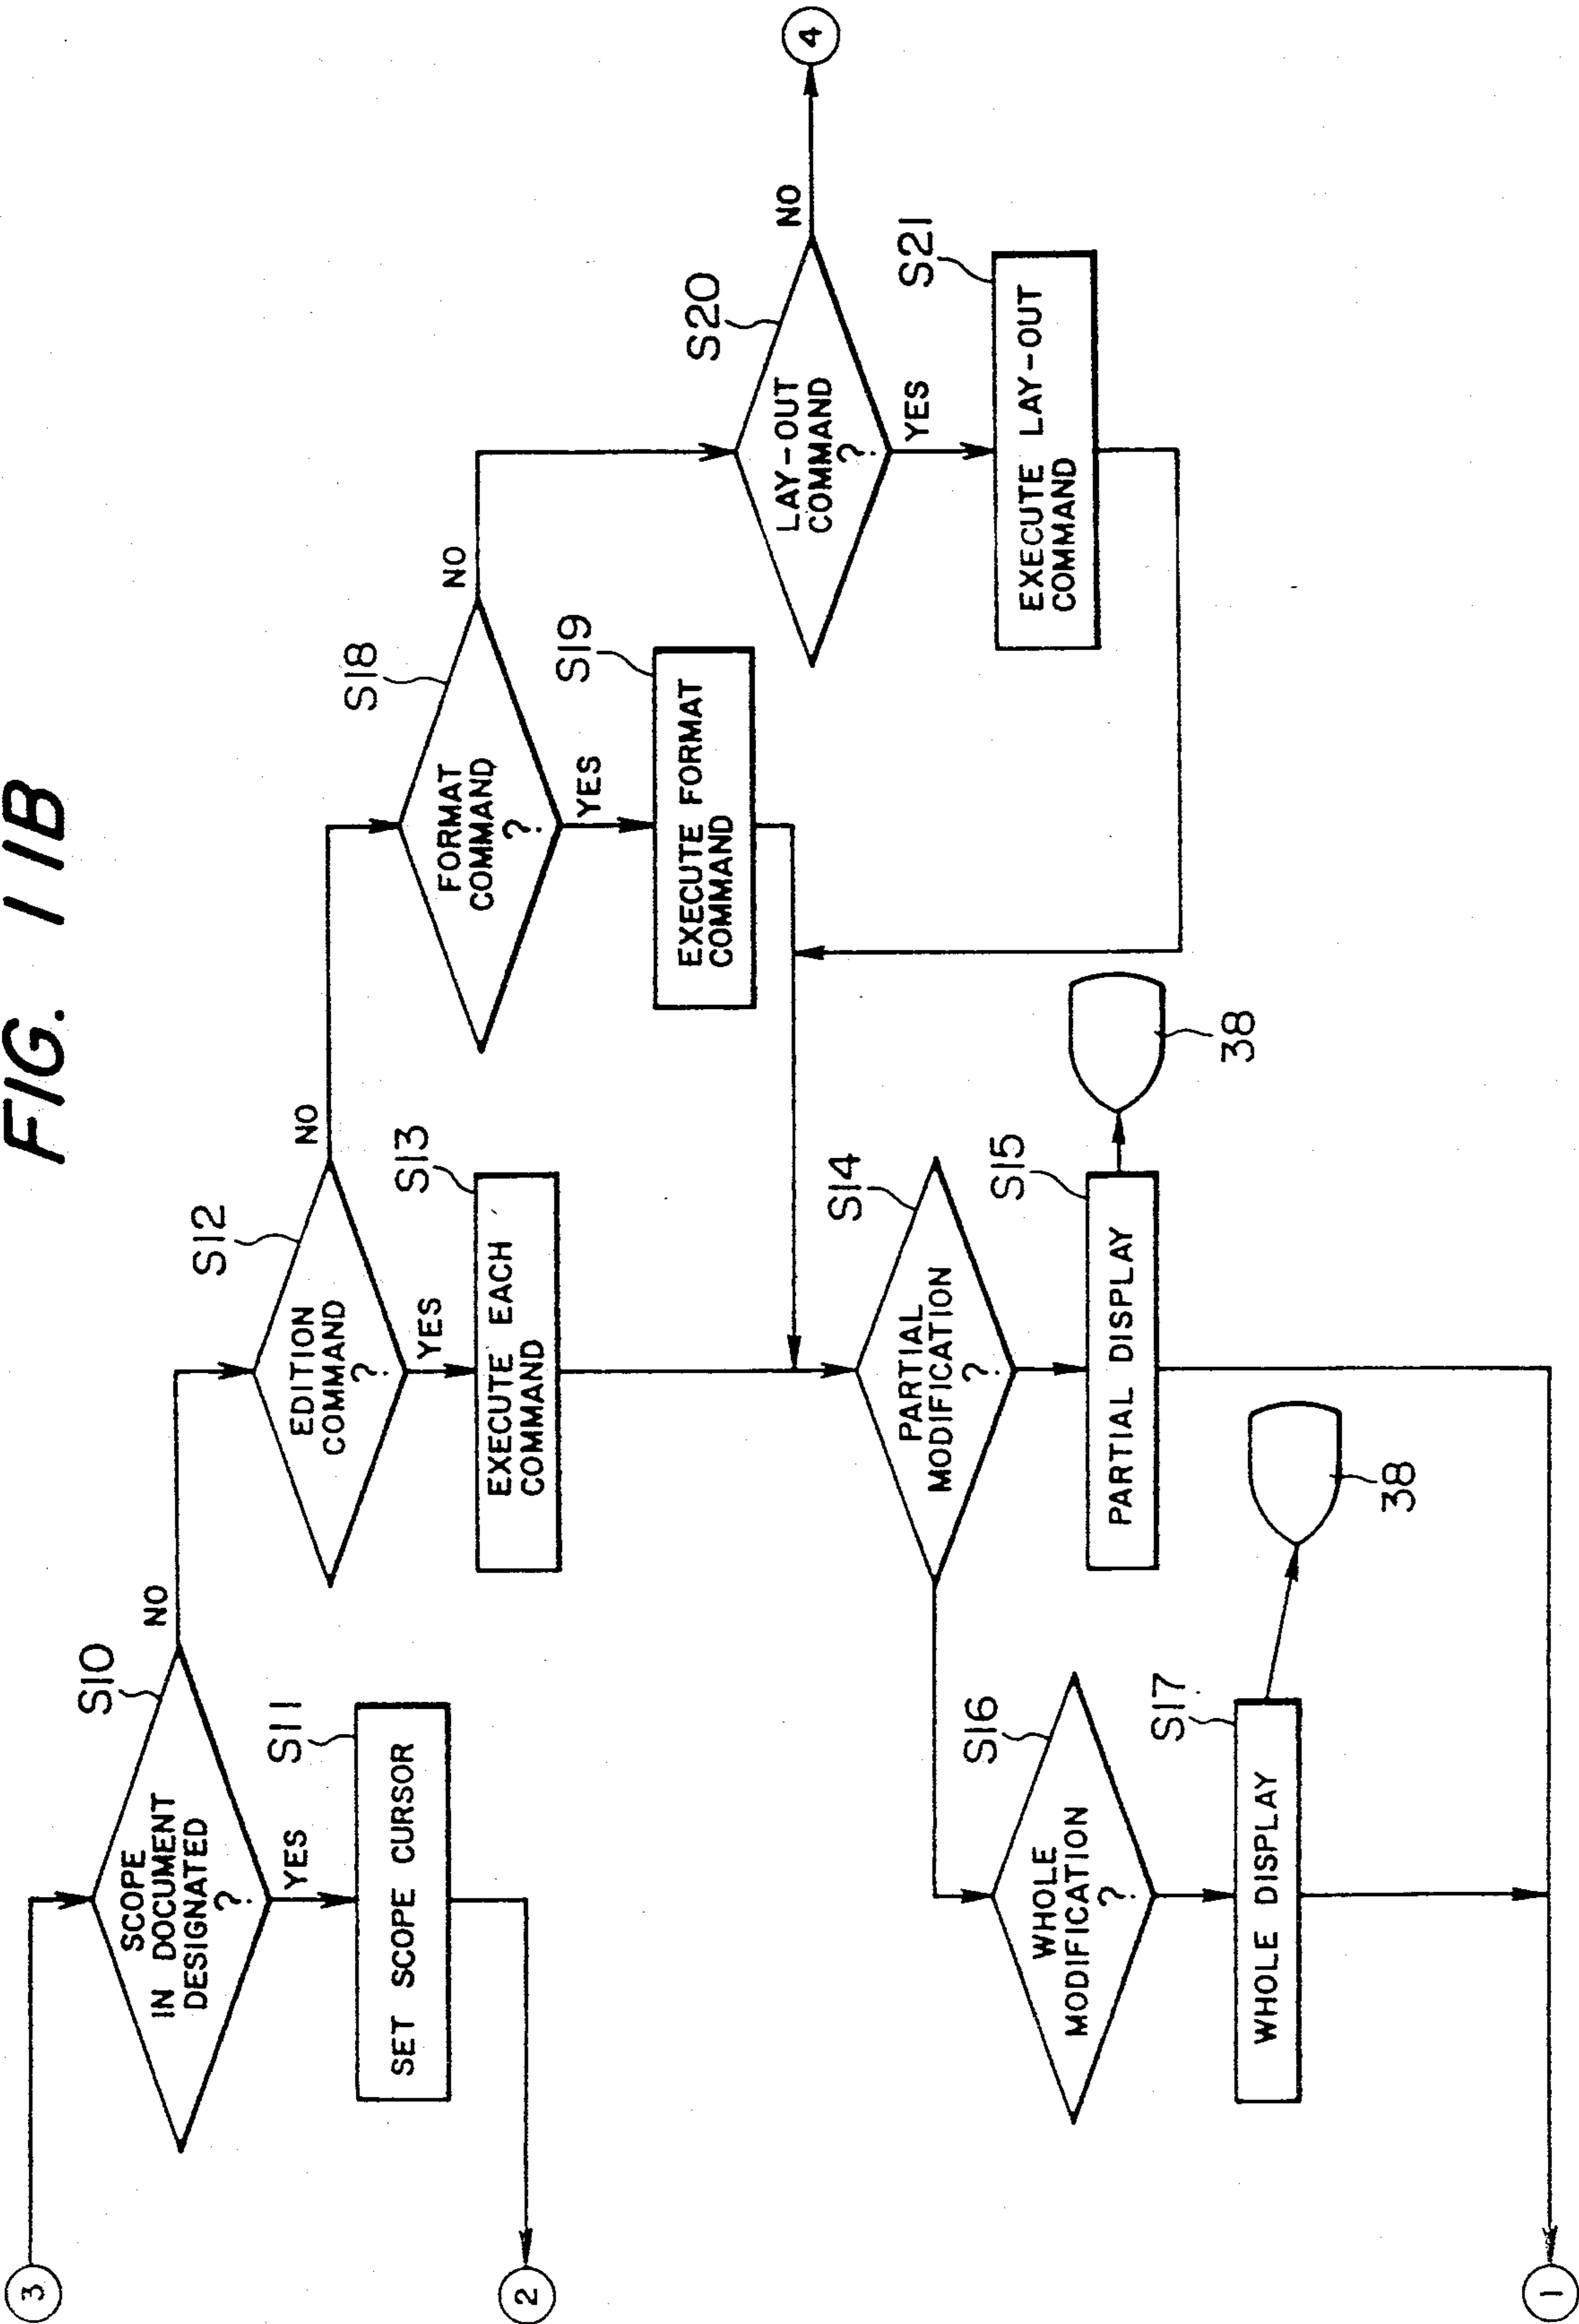 FIG. 11B
3
S10
SCOPE
IN DOCUMENT
DESIGNATED
?
NO
YES
S11
SET SCOPE CURSOR
2
S12
EDITION
COMMAND
?
NO
YES
S13
EXECUTE EACH
COMMAND
S18
FORMAT
COMMAND
?
NO
YES
S19
EXECUTE FORMAT
COMMAND
S20
LAY-OUT
COMMAND
?
NO
4
YES
S21
EXECUTE LAY-OUT
COMMAND
S14
PARTIAL
MODIFICATION
?
S15
PARTIAL DISPLAY
38
S16
WHOLE
MODIFICATION
?
S17
WHOLE DISPLAY
38
1